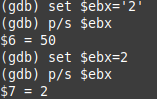 (gdb) set $ebx='2'
(gdb) p/s $ebx
$6 = 50
(gdb) set $ebx=2
(gdb) p/s $ebx
$7 = 2